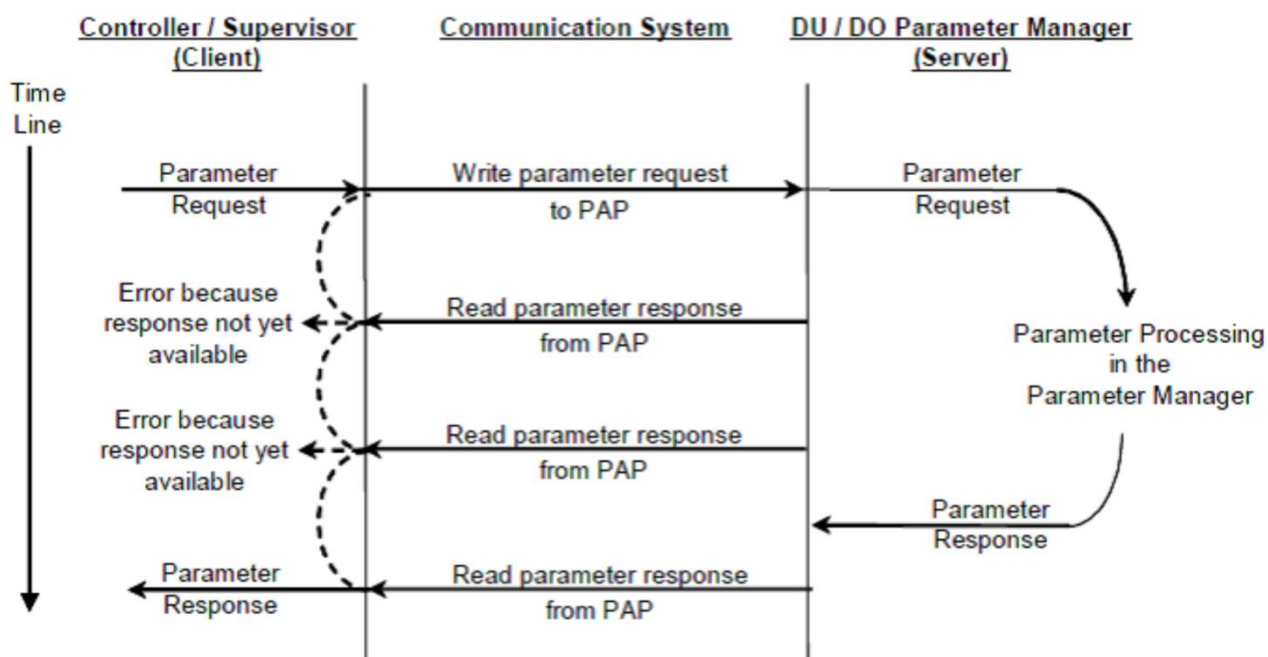 Controller / Supervisor
(Client)
Communication System
DU / DO Parameter Manager
(Server)
Time
Line
Parameter
Request
Write parameter request
to PAP
Parameter
Request
Error because
response not yet
available
Read parameter response
from PAP
Parameter Processing
in the
Parameter Manager
Error because
response not yet
available
Read parameter response
from PAP
Parameter
Response
Parameter
Response
Read parameter response
from PAP